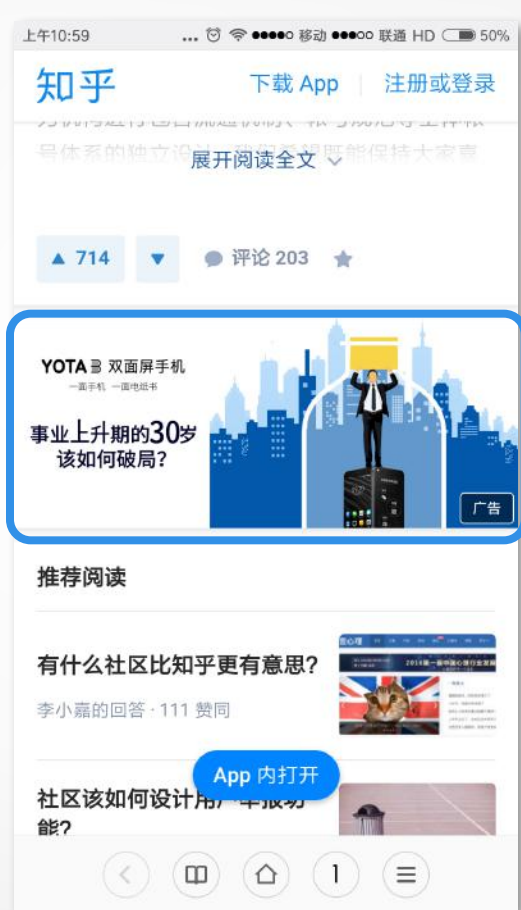 上午10:59 ... 移动 联通 HD 50%
知乎 下载 App 注册或登录
展开阅读全文
714 评论 203
YOTA 3 双面屏手机
一面手机 一面电纸书
事业上升期的30岁
该如何破局？
广告
推荐阅读
有什么社区比知乎更有意思？
李小嘉的回答 · 111 赞同
App 内打开
社区该如何设计用户举报功
能？
1